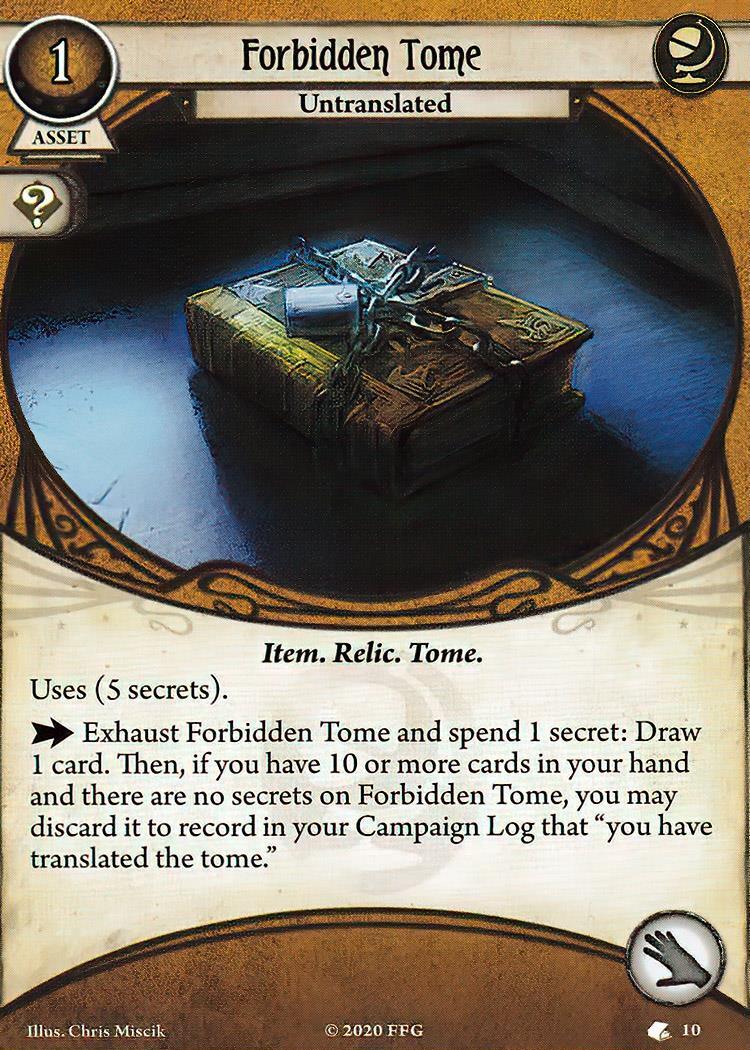 1
Forbidden Tome
Untranslated
ASSET
?
Item. Relic. Tome.
Uses (5 secrets).
Exhaust Forbidden Tome and spend 1 secret: Draw
1 card. Then, if you have 10 or more cards in your hand
and there are no secrets on Forbidden Tome, you may
discard it to record in your Campaign Log that “you have
translated the tome.”
Illus. Chris Miscik
© 2020 FFG
10